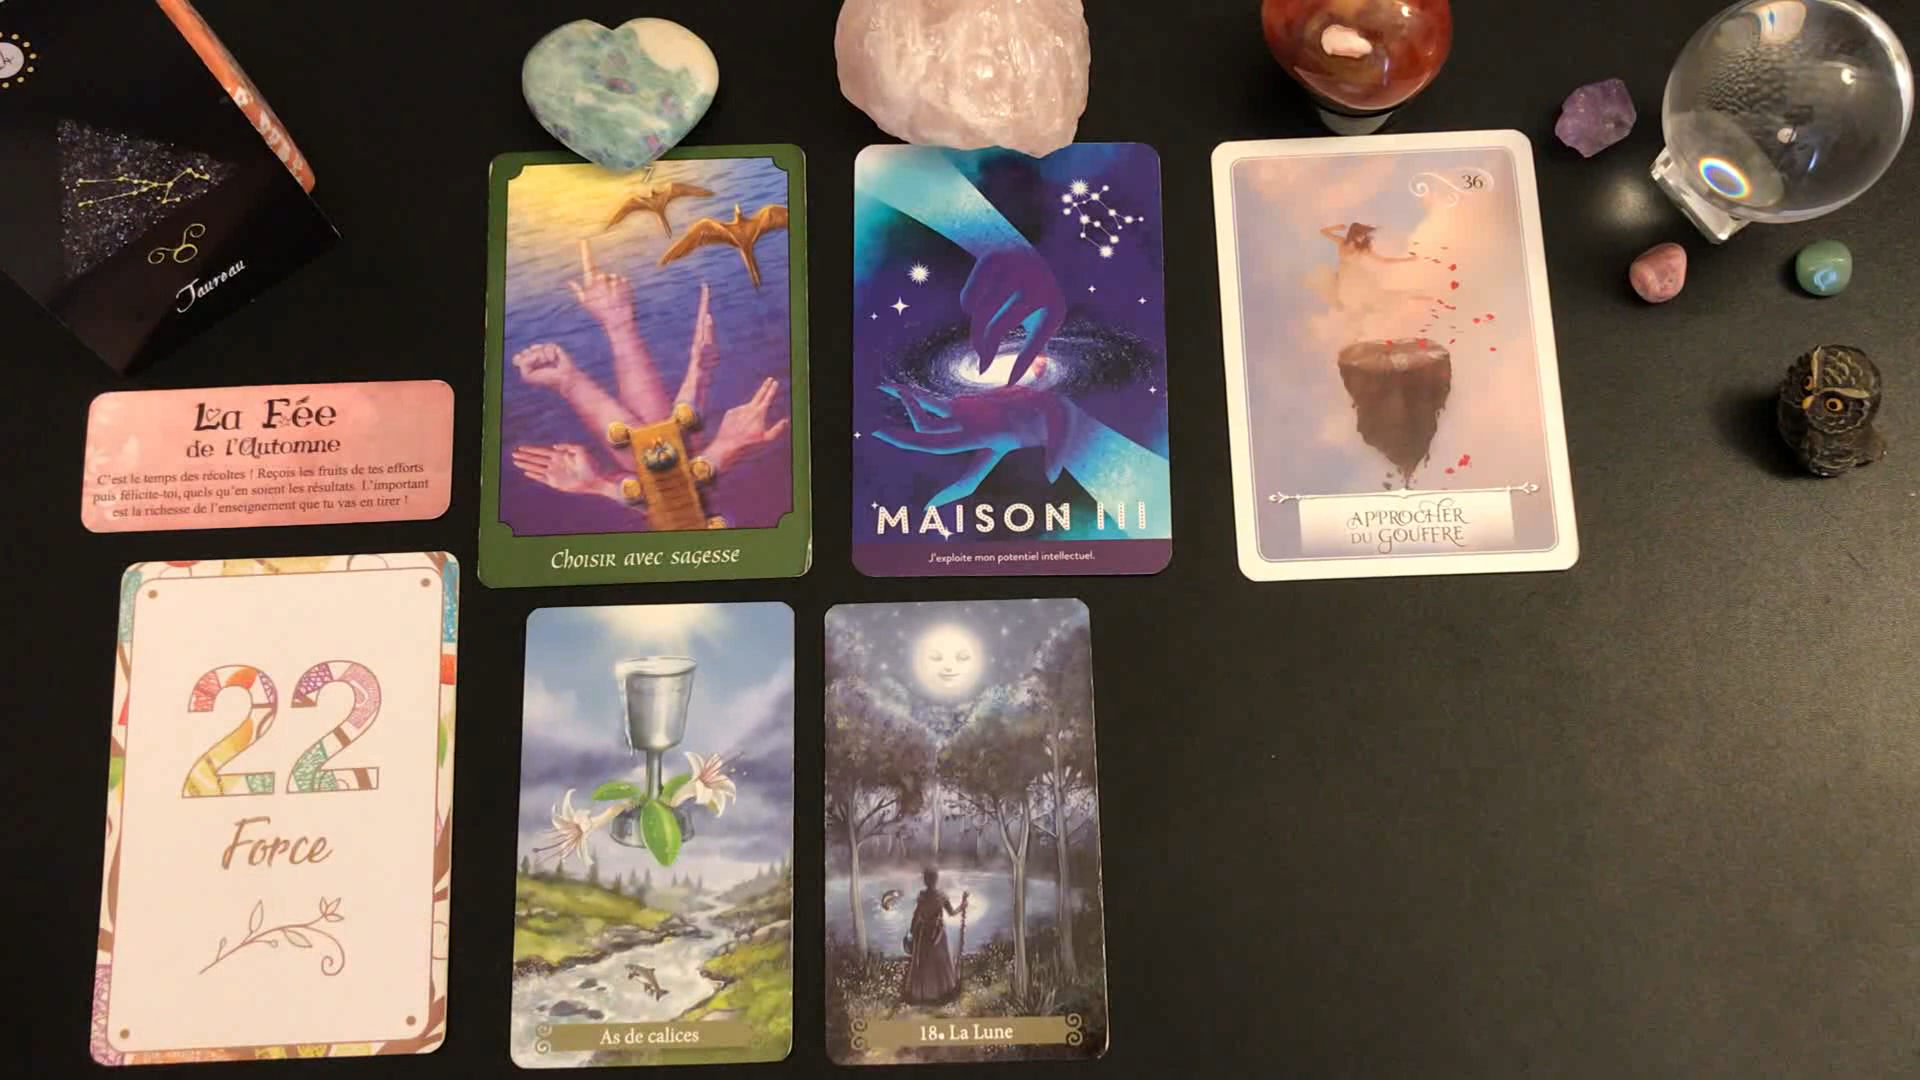 Taureau
La Fée
de l'Automne
C'est le temps des récoltes ! Reçois les fruits de tes efforts
puis félicite-toi, quels qu'en soient les résultats. L'important
est la richesse de l'enseignement que tu vas en tirer !
22
Force
7
Choisir avec sagesse
MAISON III
J'exploite mon potentiel intellectuel.
36
APPROCHER
DU GOUFFRE
As de calices
18. La Lune